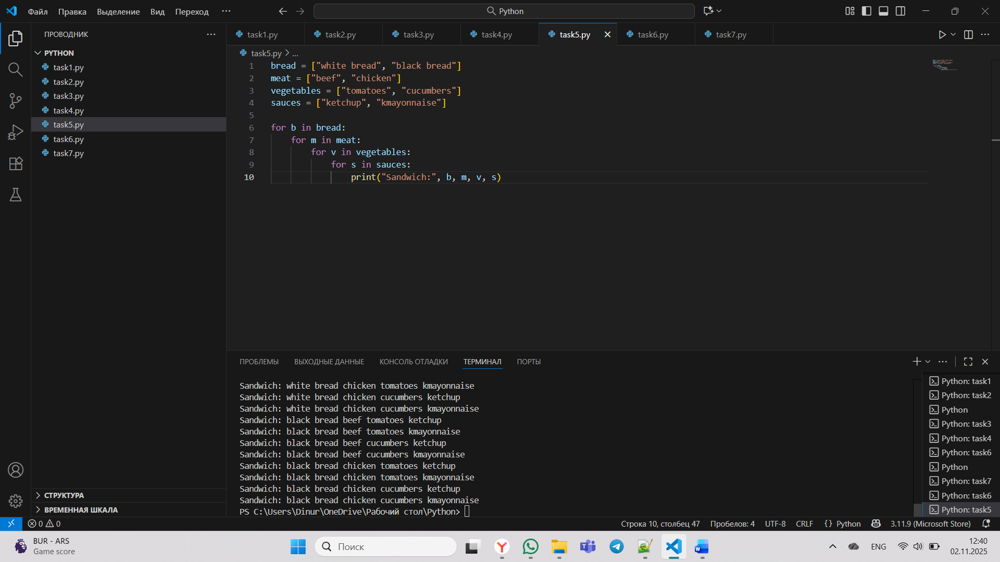 Файл Правка Выделение Вид Переход ··· Python
ПРОВОДНИК ···
PYTHON
task1.py
task2.py
task3.py
task4.py
task5.py
task6.py
task7.py
СТРУКТУРА
ВРЕМЕННАЯ ШКАЛА
task1.py task2.py task3.py task4.py task5.py task6.py task7.py
task5.py > ...
1 bread = ["white bread", "black bread"]
2 meat = ["beef", "chicken"]
3 vegetables = ["tomatoes", "cucumbers"]
4 sauces = ["ketchup", "kmayonnaise"]
5
6 for b in bread:
7 for m in meat:
8 for v in vegetables:
9 for s in sauces:
10 print("Sandwich:", b, m, v, s)
ПРОБЛЕМЫ ВЫХОДНЫЕ ДАННЫЕ КОНСОЛЬ ОТЛАДКИ ТЕРМИНАЛ ПОРТЫ
Sandwich: white bread chicken tomatoes kmayonnaise
Sandwich: white bread chicken cucumbers ketchup
Sandwich: white bread chicken cucumbers kmayonnaise
Sandwich: black bread beef tomatoes ketchup
Sandwich: black bread beef tomatoes kmayonnaise
Sandwich: black bread beef cucumbers ketchup
Sandwich: black bread beef cucumbers kmayonnaise
Sandwich: black bread chicken tomatoes ketchup
Sandwich: black bread chicken tomatoes kmayonnaise
Sandwich: black bread chicken cucumbers ketchup
Sandwich: black bread chicken cucumbers kmayonnaise
PS C:\Users\Dinur\OneDrive\Рабочий стол\Python>
Python: task1
Python: task2
Python
Python: task3
Python: task4
Python: task6
Python
Python: task7
Python: task6
Python: task5
0 0 Строка 10, столбец 47 Пробелов: 4 UTF-8 CRLF {} Python 3.11.9 (Microsoft Store)
BUR - ARS
Game score
Поиск
ENG
12:40
02.11.2025